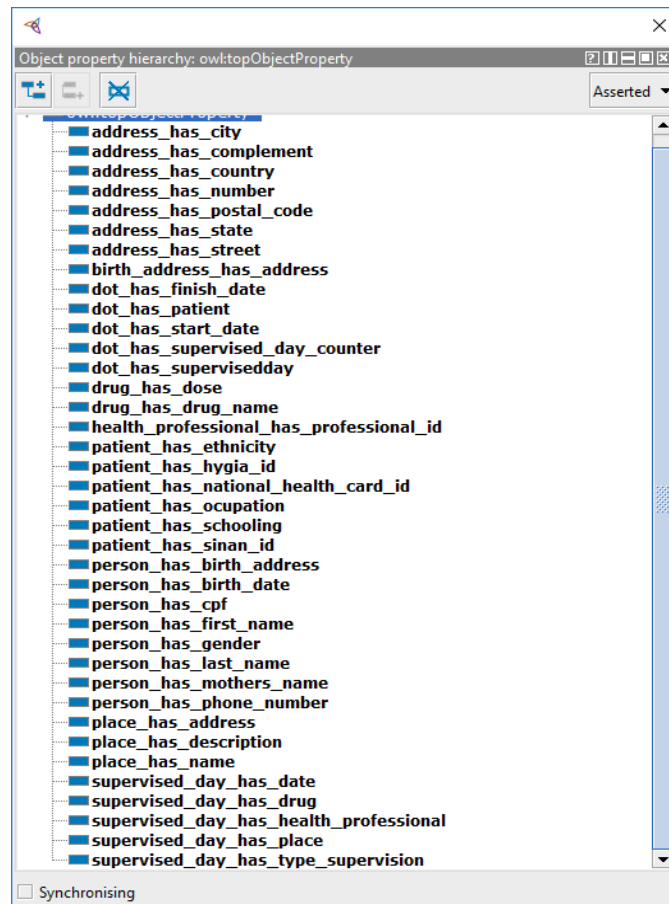 Object property hierarchy: owl:topObjectProperty
Asserted
owl:topObjectProperty
address_has_city
address_has_complement
address_has_country
address_has_number
address_has_postal_code
address_has_state
address_has_street
birth_address_has_address
dot_has_finish_date
dot_has_patient
dot_has_start_date
dot_has_supervised_day_counter
dot_has_supervisedday
drug_has_dose
drug_has_drug_name
health_professional_has_professional_id
patient_has_ethnicity
patient_has_hygia_id
patient_has_national_health_card_id
patient_has_ocupation
patient_has_schooling
patient_has_sinan_id
person_has_birth_address
person_has_birth_date
person_has_cpf
person_has_first_name
person_has_gender
person_has_last_name
person_has_mothers_name
person_has_phone_number
place_has_address
place_has_description
place_has_name
supervised_day_has_date
supervised_day_has_drug
supervised_day_has_health_professional
supervised_day_has_place
supervised_day_has_type_supervision
Synchronising